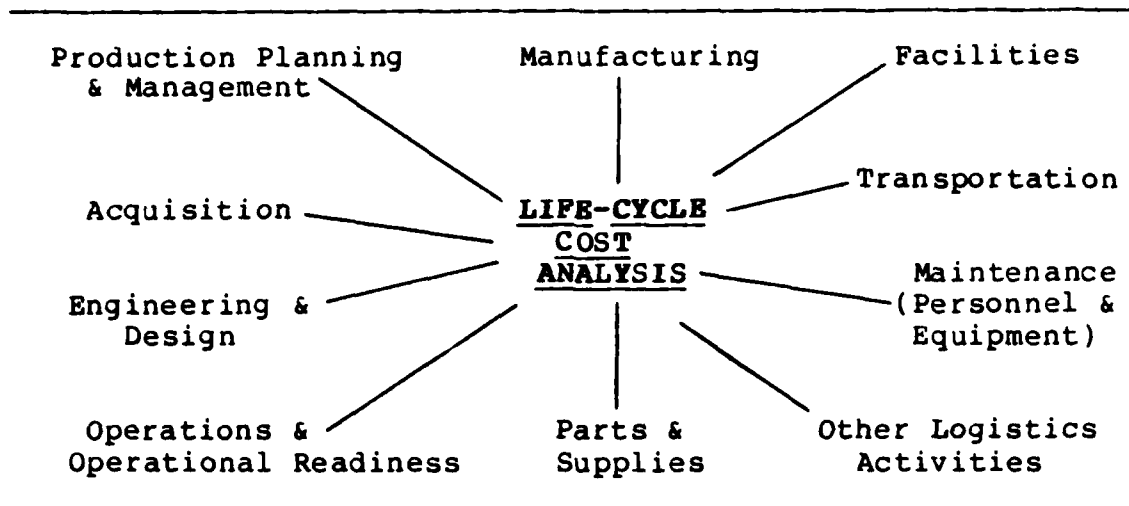 Production Planning
& Management
Manufacturing
Facilities
Transportation
Acquisition
LIFE-CYCLE
COST
ANALYSIS
Engineering &
Design
Maintenance
(Personnel &
Equipment)
Operations &
Operational Readiness
Parts &
Supplies
Other Logistics
Activities